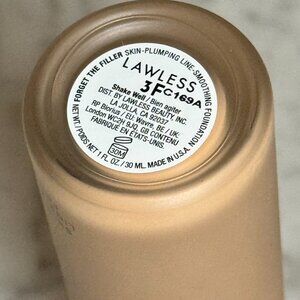 FORGET THE FILLER SKIN-PLUMPING LINE-SMOOTHING FOUNDATION
LAWLESS
3FC169A
Shake Well / Bien agiter
DIST. BY LAWLESS BEAUTY, INC.
LA JOLLA, CA 92037
RP Biorius / EU: Wavre, BE / UK:
London WC2H 9JQ, GB CONTENU
FABRIQUÉ EN ÉTATS-UNIS.
30M
NET WT./POIDS NET 1 FL. OZ./ 30 ML. MADE IN U.S.A.